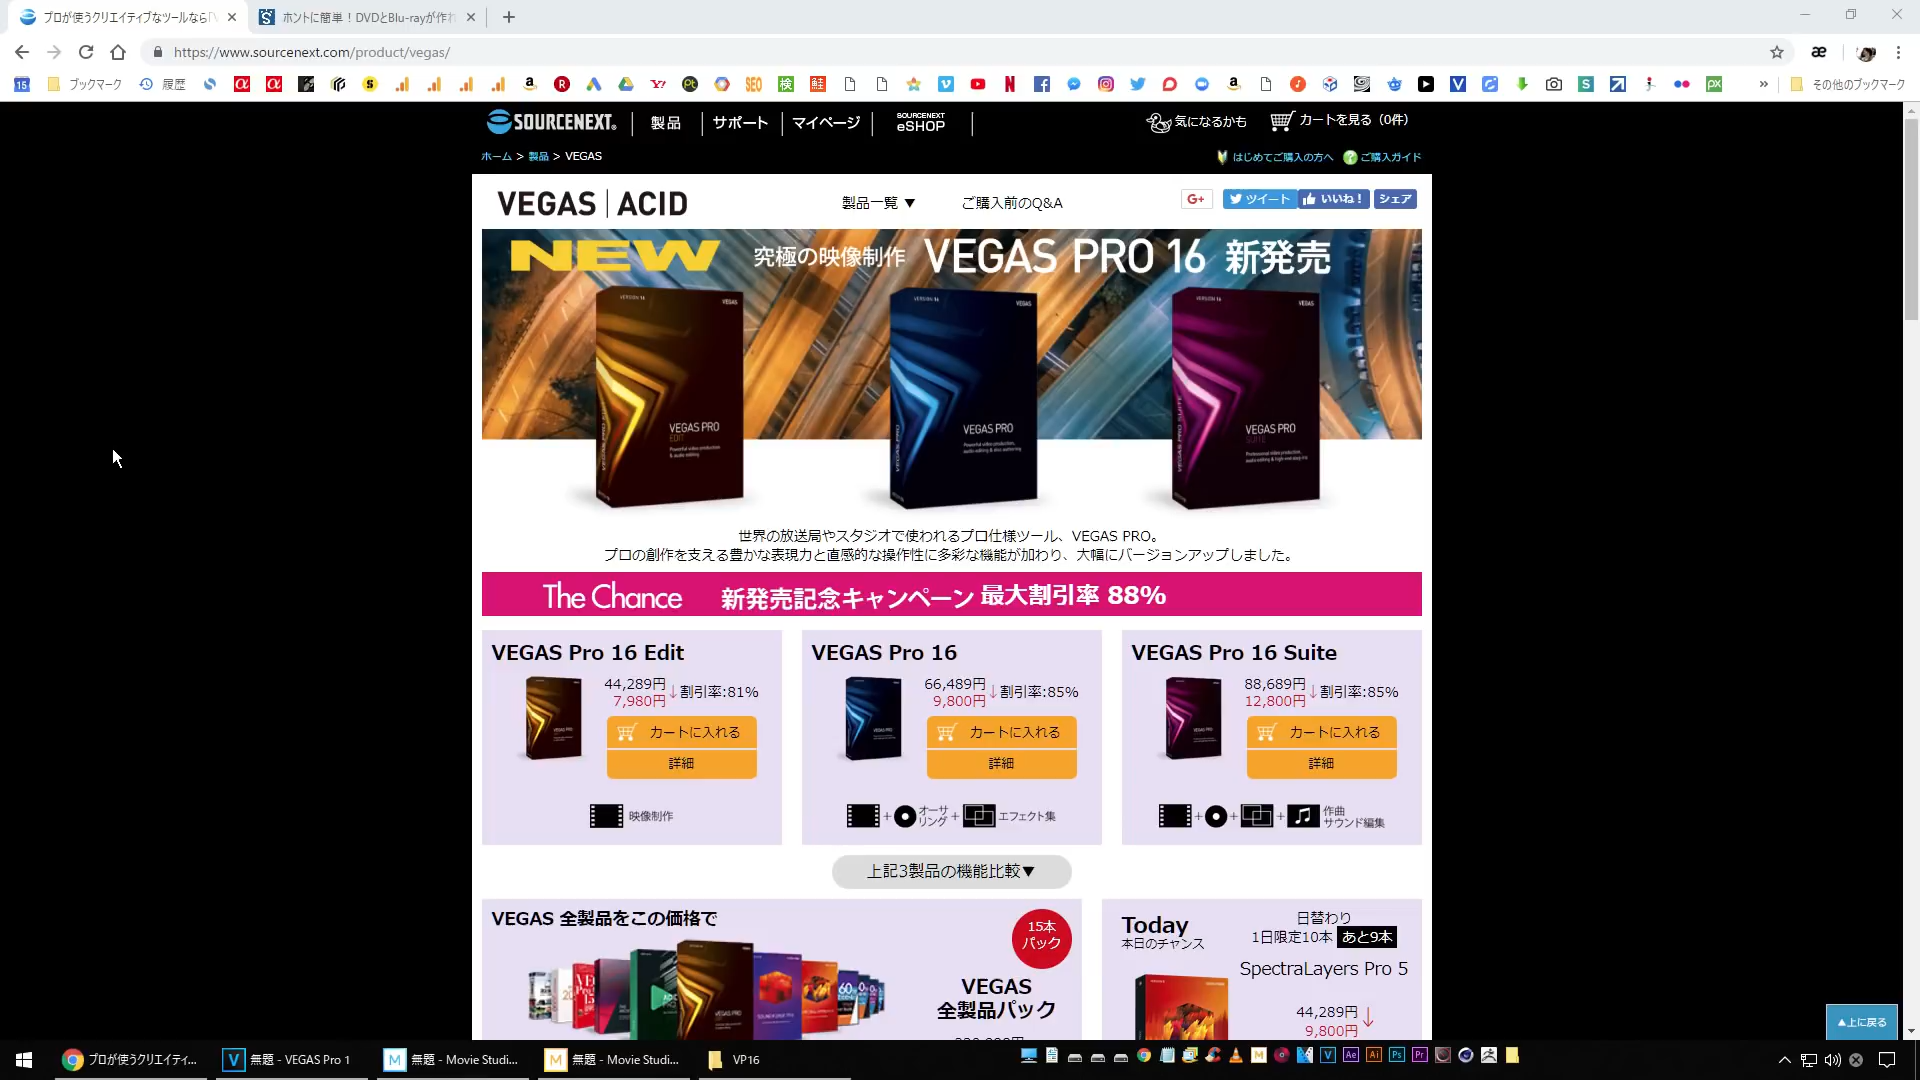 プロが使うクリエイティブなツールなら「V
ホントに簡単！DVDとBlu-rayが作れ
https://www.sourcenext.com/product/vegas/
15
ブックマーク
履歴
SEO
検
鮭
その他のブックマーク
SOURCENEXT.
製品
サポート
マイページ
SOURCENEXT
eSHOP
気になるかも
カートを見る（0件）
ホーム > 製品 > VEGAS
はじめてご購入の方へ
ご購入ガイド
VEGAS | ACID
製品一覧 ▼
ご購入前のQ&A
G+
ツイート
いいね！
シェア
NEW 究極の映像制作 VEGAS PRO 16 新発売
VERSION 16
VEGAS
VEGAS PRO
EDIT
Powerful video production
& audio editing
VERSION 16
VEGAS
VEGAS PRO
VERSION 16
VEGAS
VEGAS PRO
SUITE
世界の放送局やスタジオで使われるプロ仕様ツール、VEGAS PRO。
プロの創作を支える豊かな表現力と直感的な操作性に多彩な機能が加わり、大幅にバージョンアップしました。
The Chance 新発売記念キャンペーン 最大割引率 88%
VEGAS Pro 16 Edit
44,289円
7,980円
↓割引率:81%
カートに入れる
詳細
映像制作
VEGAS Pro 16
66,489円
9,800円
↓割引率:85%
カートに入れる
詳細
+
オーサ
リング
+
エフェクト集
VEGAS Pro 16 Suite
88,689円
12,800円
↓割引率:85%
カートに入れる
詳細
+
+
+
作曲
サウンド編集
上記3製品の機能比較▼
VEGAS 全製品をこの価格で
15本
パック
VEGAS
全製品パック
Today
本日のチャンス
日替わり
1日限定10本 あと9本
SpectraLayers Pro 5
44,289円
9,800円
↓
▲上に戻る
プロが使うクリエイティ...
無題 - VEGAS Pro 1
無題 - Movie Studi...
無題 - Movie Studi...
VP16